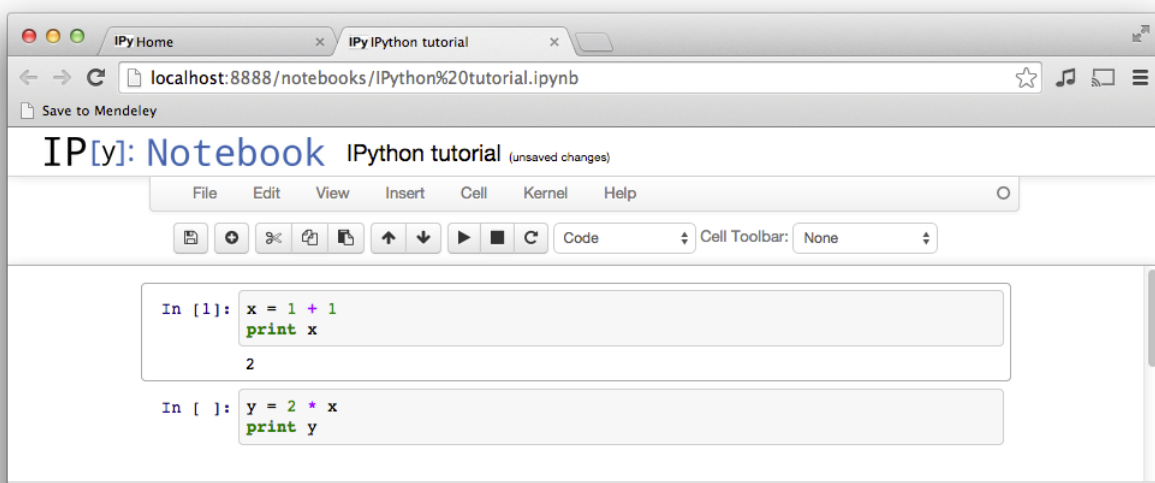 IPy Home IPy IPython tutorial
localhost:8888/notebooks/IPython%20tutorial.ipynb
Save to Mendeley
IP[y]: Notebook IPython tutorial (unsaved changes)
File Edit View Insert Cell Kernel Help
Code Cell Toolbar: None
In [1]: x = 1 + 1
print x
2
In [ ]: y = 2 * x
print y